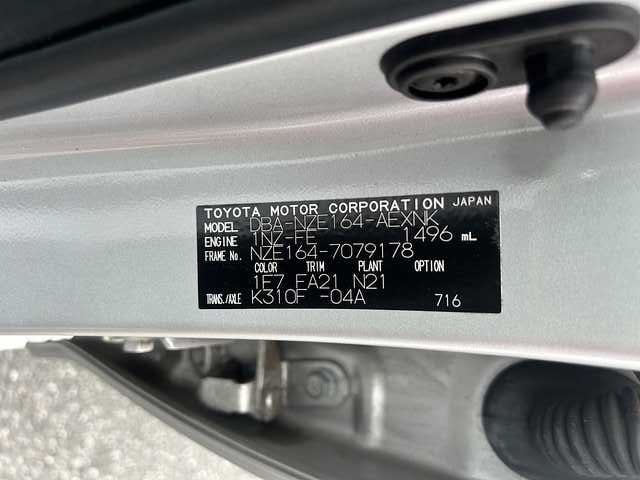 TOYOTA MOTOR CORPORATION JAPAN
MODEL DBA-NZE164-AEXNK
ENGINE 1NZ-FE 1496 mL
FRAME No. NZE164-7079178
COLOR TRIM PLANT OPTION
1E7 EA21 N21
TRANS./AXLE K310F -04A 716